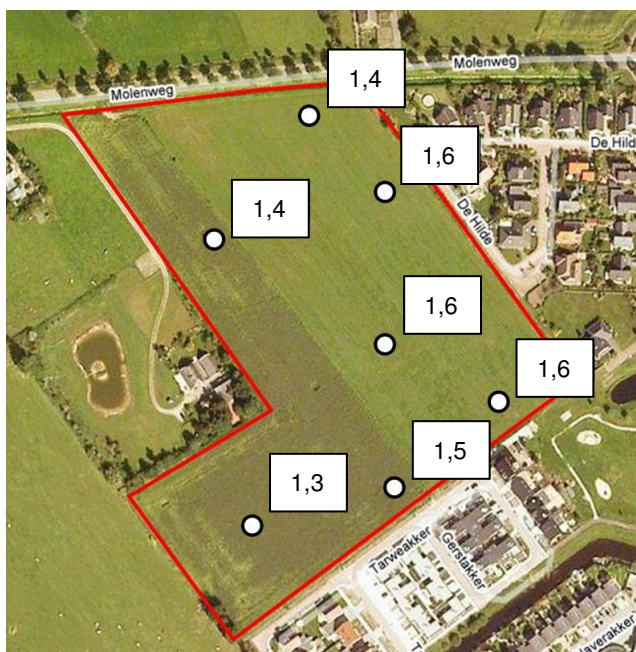 Molenweg
Molenweg
1,4
De Hild
1,6
1,4
De Hilde
1,6
1,6
1,5
1,3
Tarweakker
Gerstakker
T
laverakker